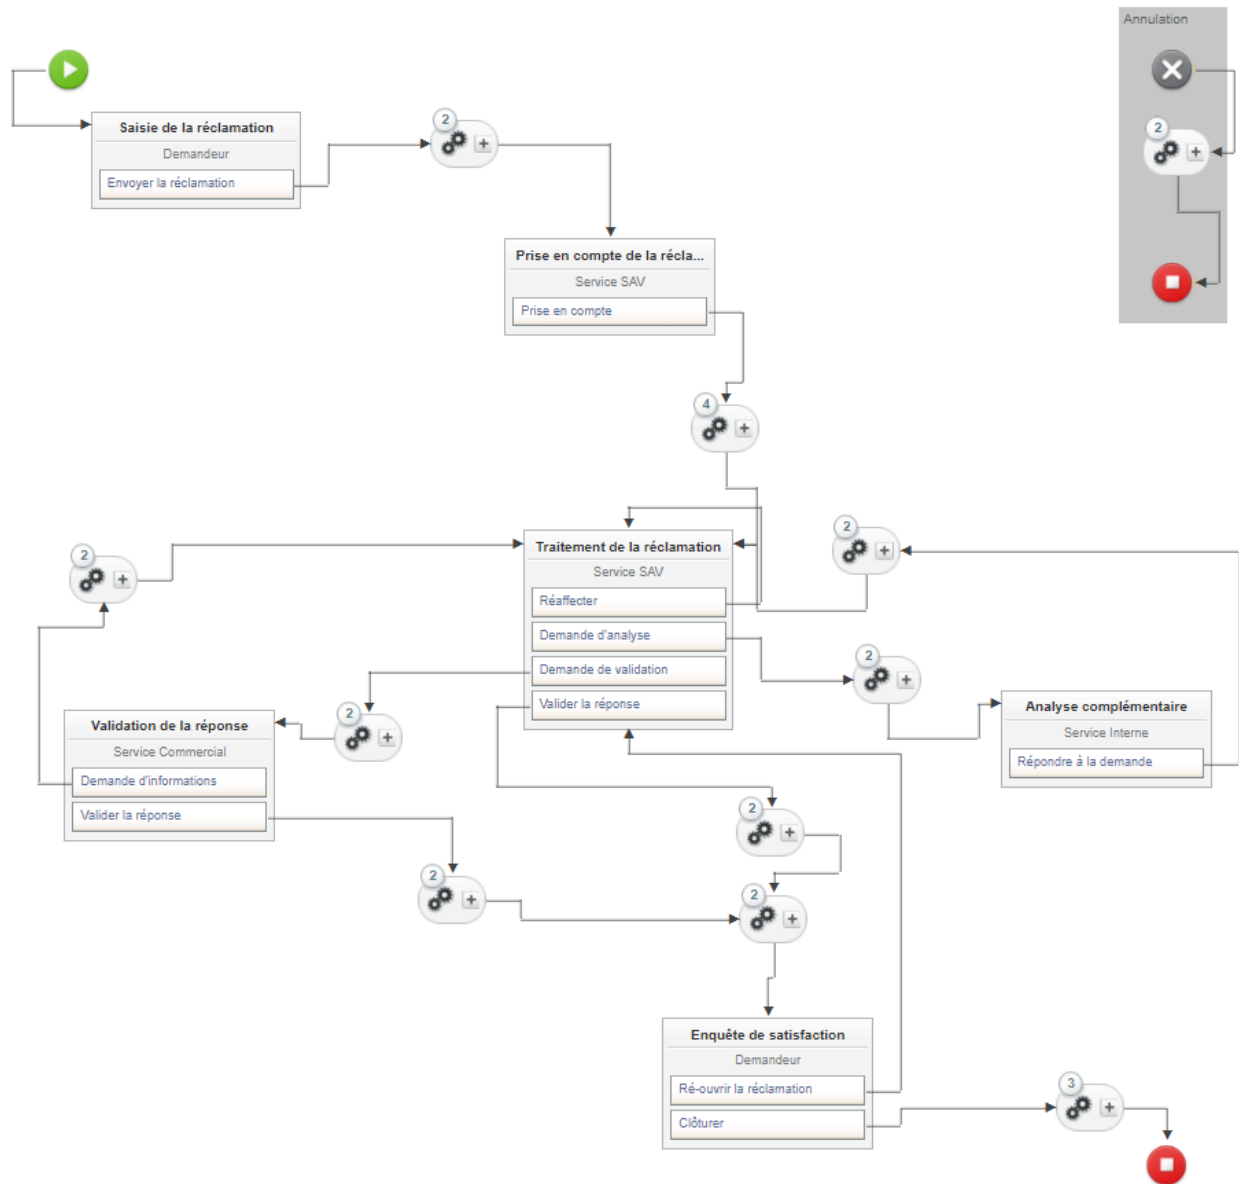 Annulation
2
Saisie de la réclamation
Demandeur
Envoyer la réclamation
2
Prise en compte de la récla...
Service SAV
Prise en compte
4
Traitement de la réclamation
Service SAV
Réaffecter
Demande d'analyse
Demande de validation
Valider la réponse
2
2
2
2
Validation de la réponse
Service Commercial
Demande d'informations
Valider la réponse
Analyse complémentaire
Service Interne
Répondre à la demande
2
2
2
Enquête de satisfaction
Demandeur
Ré-ouvrir la réclamation
Clôturer
3